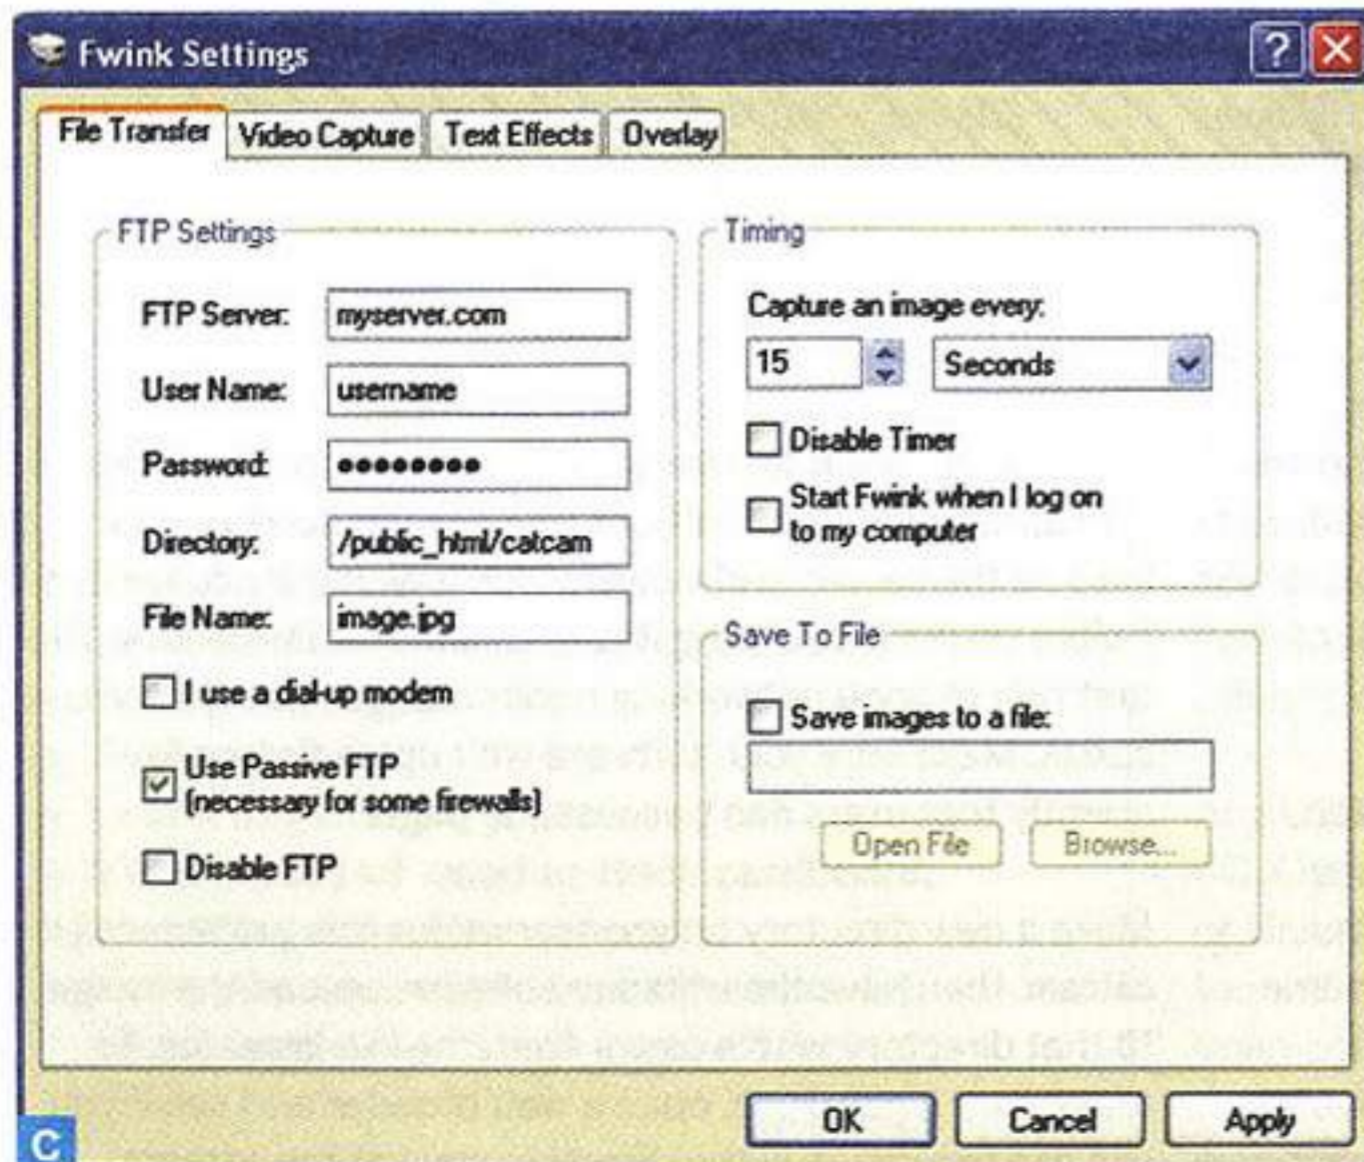 Fwink Settings
File Transfer Video Capture Text Effects Overlay
FTP Settings
FTP Server: myserver.com
User Name: username
Password: ●●●●●●●●
Directory: /public_html/catcam
File Name: image.jpg
I use a dial-up modem
Use Passive FTP
(necessary for some firewalls)
Disable FTP
Timing
Capture an image every:
15 Seconds
Disable Timer
Start Fwink when I log on
to my computer
Save To File
Save images to a file:
Open File Browse...
OK Cancel Apply
C